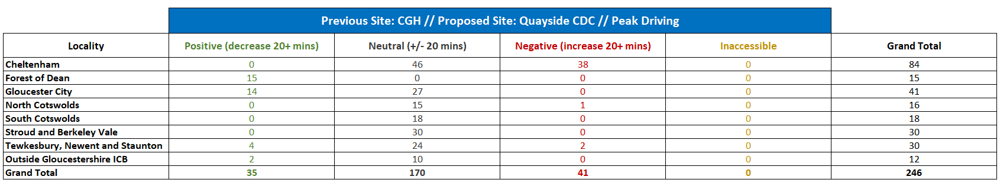 Previous Site: CGH // Proposed Site: Quayside CDC // Peak Driving
Locality Positive (decrease 20+ mins) Neutral (+/- 20 mins) Negative (increase 20+ mins) Inaccessible Grand Total
Cheltenham 0 46 38 0 84
Forest of Dean 15 0 0 0 15
Gloucester City 14 27 0 0 41
North Cotswolds 0 15 1 0 16
South Cotswolds 0 18 0 0 18
Stroud and Berkeley Vale 0 30 0 0 30
Tewkesbury, Newent and Staunton 4 24 2 0 30
Outside Gloucestershire ICB 2 10 0 0 12
Grand Total 35 170 41 0 246